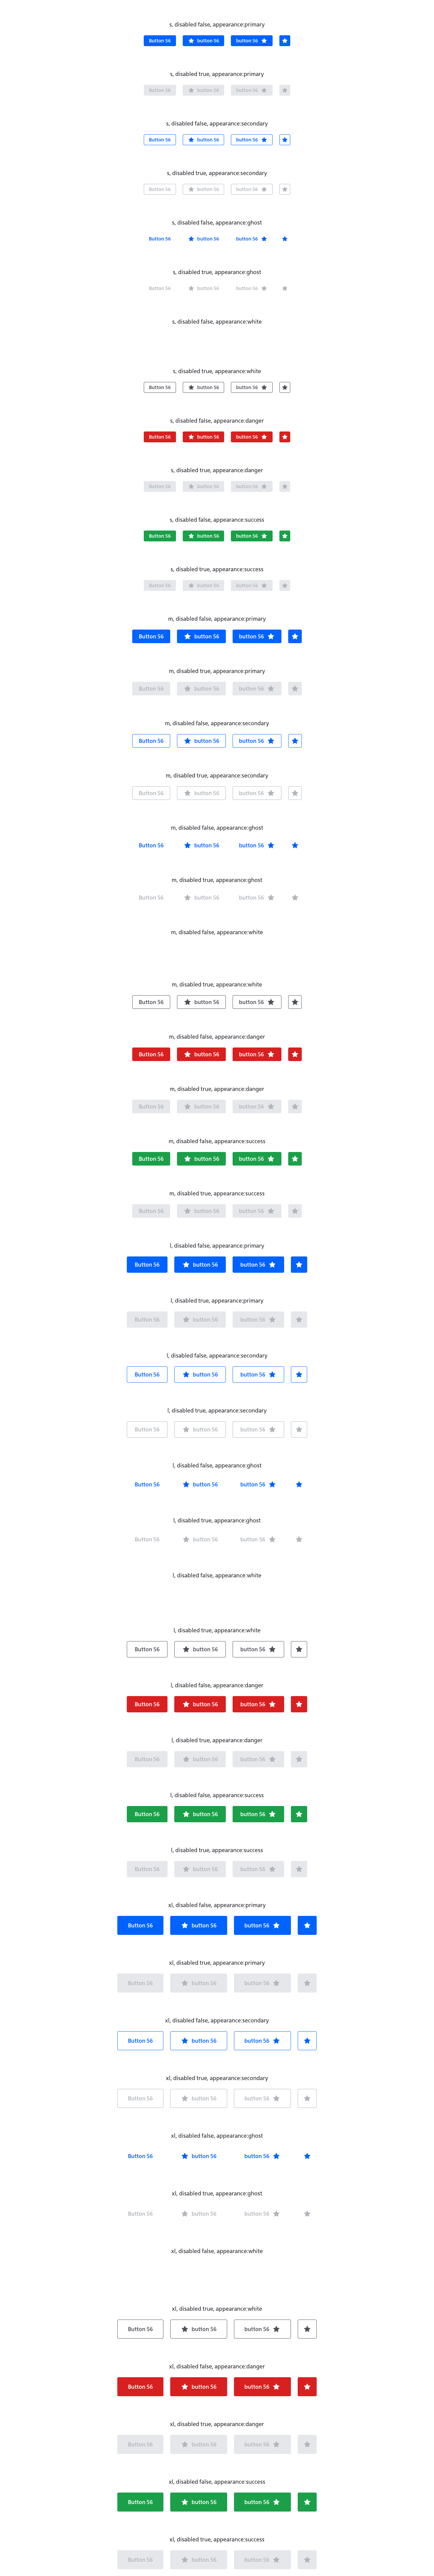 s, disabled false, appearance:primary
Button 56 button 56 button 56
s, disabled true, appearance:primary
Button 56 button 56 button 56
s, disabled false, appearance:secondary
Button 56 button 56 button 56
s, disabled true, appearance:secondary
Button 56 button 56 button 56
s, disabled false, appearance:ghost
Button 56 button 56 button 56
s, disabled true, appearance:ghost
Button 56 button 56 button 56
s, disabled false, appearance:white
s, disabled true, appearance:white
Button 56 button 56 button 56
s, disabled false, appearance:danger
Button 56 button 56 button 56
s, disabled true, appearance:danger
Button 56 button 56 button 56
s, disabled false, appearance:success
Button 56 button 56 button 56
s, disabled true, appearance:success
Button 56 button 56 button 56
m, disabled false, appearance:primary
Button 56 button 56 button 56
m, disabled true, appearance:primary
Button 56 button 56 button 56
m, disabled false, appearance:secondary
Button 56 button 56 button 56
m, disabled true, appearance:secondary
Button 56 button 56 button 56
m, disabled false, appearance:ghost
Button 56 button 56 button 56
m, disabled true, appearance:ghost
Button 56 button 56 button 56
m, disabled false, appearance:white
m, disabled true, appearance:white
Button 56 button 56 button 56
m, disabled false, appearance:danger
Button 56 button 56 button 56
m, disabled true, appearance:danger
Button 56 button 56 button 56
m, disabled false, appearance:success
Button 56 button 56 button 56
m, disabled true, appearance:success
Button 56 button 56 button 56
l, disabled false, appearance:primary
Button 56 button 56 button 56
l, disabled true, appearance:primary
Button 56 button 56 button 56
l, disabled false, appearance:secondary
Button 56 button 56 button 56
l, disabled true, appearance:secondary
Button 56 button 56 button 56
l, disabled false, appearance:ghost
Button 56 button 56 button 56
l, disabled true, appearance:ghost
Button 56 button 56 button 56
l, disabled false, appearance:white
l, disabled true, appearance:white
Button 56 button 56 button 56
l, disabled false, appearance:danger
Button 56 button 56 button 56
l, disabled true, appearance:danger
Button 56 button 56 button 56
l, disabled false, appearance:success
Button 56 button 56 button 56
l, disabled true, appearance:success
Button 56 button 56 button 56
xl, disabled false, appearance:primary
Button 56 button 56 button 56
xl, disabled true, appearance:primary
Button 56 button 56 button 56
xl, disabled false, appearance:secondary
Button 56 button 56 button 56
xl, disabled true, appearance:secondary
Button 56 button 56 button 56
xl, disabled false, appearance:ghost
Button 56 button 56 button 56
xl, disabled true, appearance:ghost
Button 56 button 56 button 56
xl, disabled false, appearance:white
xl, disabled true, appearance:white
Button 56 button 56 button 56
xl, disabled false, appearance:danger
Button 56 button 56 button 56
xl, disabled true, appearance:danger
Button 56 button 56 button 56
xl, disabled false, appearance:success
Button 56 button 56 button 56
xl, disabled true, appearance:success
Button 56 button 56 button 56